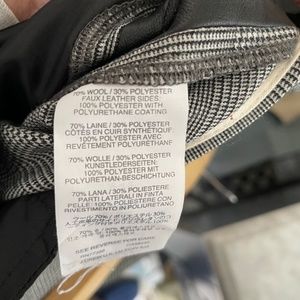 70% WOOL / 30% POLYESTER
FAUX LEATHER SIDES:
100% POLYESTER WITH
POLYURETHANE COATING
70% LAINE / 30% POLYESTER
CÔTÉS EN CUIR SYNTHÉTIQUE:
100% POLYESTER AVEC
REVÊTEMENT POLYURÉTHANE
70% WOLLE / 30% POLYESTER
KUNSTLEDERSEITEN:
100% POLYESTER MIT
POLYURETHAN-BESCHICHTUNG
70% LANA / 30% POLIESTERE
PARTI LATERALI IN FINTA
PELLE: 100% POLIESTERE CON
RIVESTIMENTO IN POLIURETANO
SEE REVERSE FOR CARE